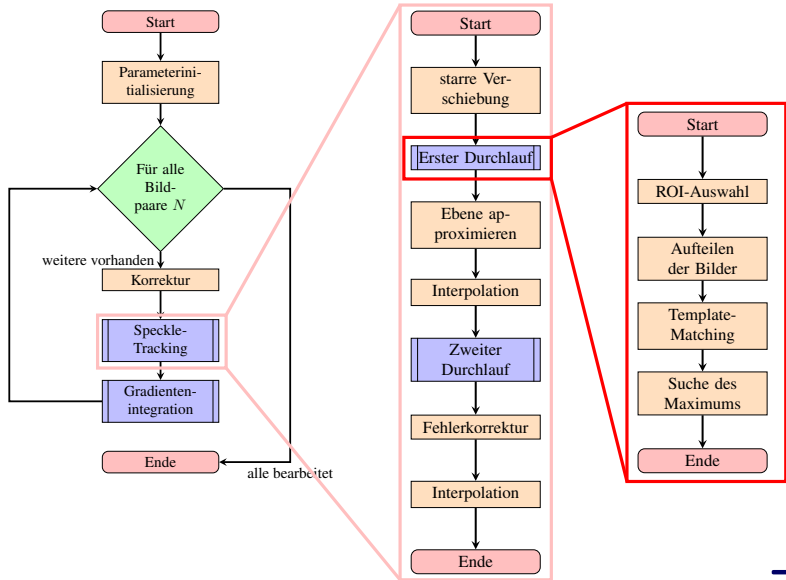 Start
Parameterini-
tialisierung
Für alle
Bild-
paare N
weitere vorhanden
Korrektur
Speckle-
Tracking
Gradienten-
integration
Ende
alle bearbeitet
Start
starre Ver-
schiebung
Erster Durchlauf
Ebene ap-
proximieren
Interpolation
Zweiter
Durchlauf
Fehlerkorrektur
Interpolation
Ende
Start
ROI-Auswahl
Aufteilen
der Bilder
Template-
Matching
Suche des
Maximums
Ende